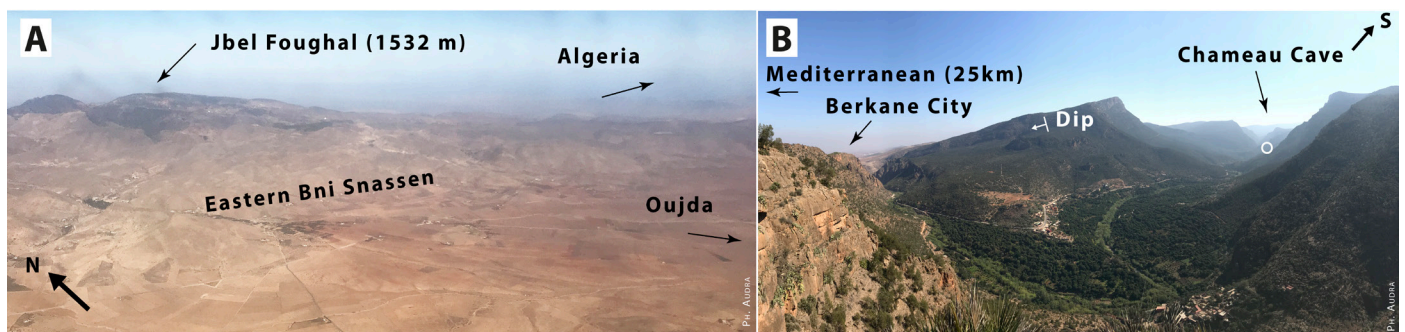 A
Jbel Foughal (1532 m)
Algeria
Eastern Bni Snassen
Oujda
N
PH. AUDRA
B
S
Chameau Cave
Mediterranean (25km)
Berkane City
Dip
PH. AUDRA